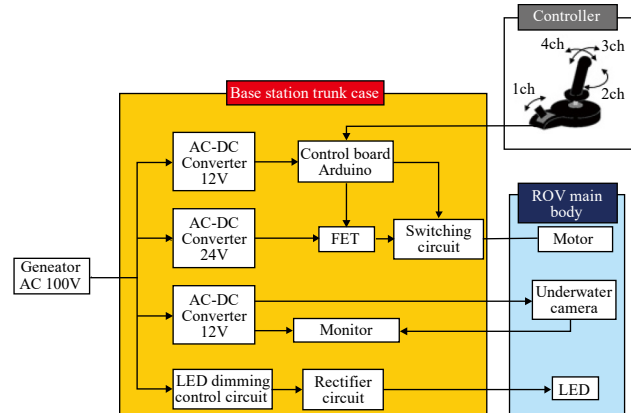 Controller
4ch
3ch
1ch
2ch
Base station trunk case
AC-DC
Converter
12V
Control board
Arduino
ROV main
body
AC-DC
Converter
24V
FET
Switching
circuit
Motor
Geneator
AC 100V
AC-DC
Converter
12V
Monitor
Underwater
camera
LED dimming
control circuit
Rectifier
circuit
LED